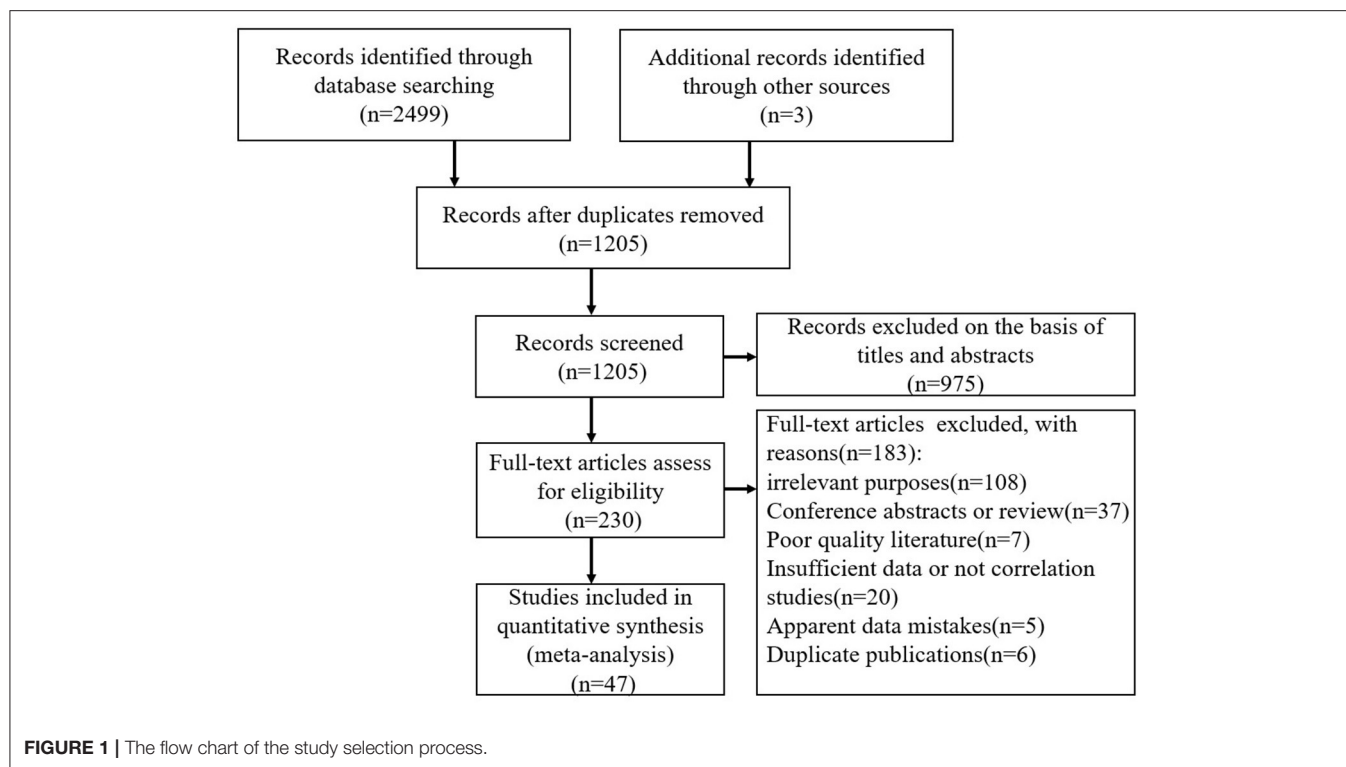 Records identified through
database searching
(n=2499)
Additional records identified
through other sources
(n=3)
Records after duplicates removed
(n=1205)
Records screened
(n=1205)
Records excluded on the basis of
titles and abstracts
(n=975)
Full-text articles assess
for eligibility
(n=230)
Full-text articles  excluded, with
reasons(n=183):
irrelevant purposes(n=108)
Conference abstracts or review(n=37)
Poor quality literature(n=7)
Insufficient data or not correlation
studies(n=20)
Apparent data mistakes(n=5)
Duplicate publications(n=6)
Studies included in
quantitative synthesis
(meta-analysis)
(n=47)
FIGURE 1 | The flow chart of the study selection process.